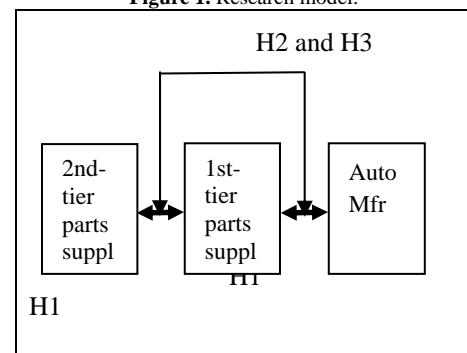 Figure 1. Research model.
H2 and H3
2nd-
tier
parts
suppl
1st-
tier
parts
suppl
Auto
Mfr
H1
H1